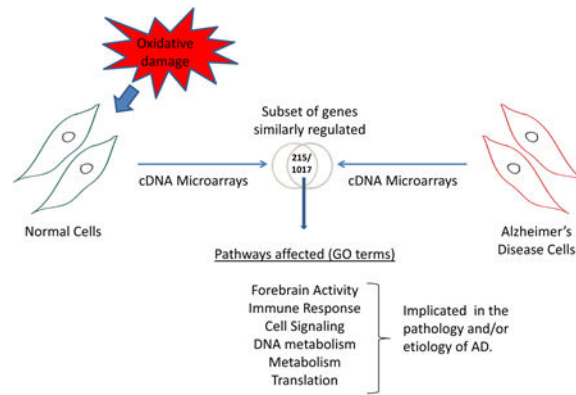 Oxidative
damage
Subset of genes
similarly regulated
215/
1017
cDNA Microarrays
cDNA Microarrays
Normal Cells
Alzheimer's
Disease Cells
Pathways affected (GO terms)
Forebrain Activity
Immune Response
Cell Signaling
DNA metabolism
Metabolism
Translation
Implicated in the
pathology and/or
etiology of AD.